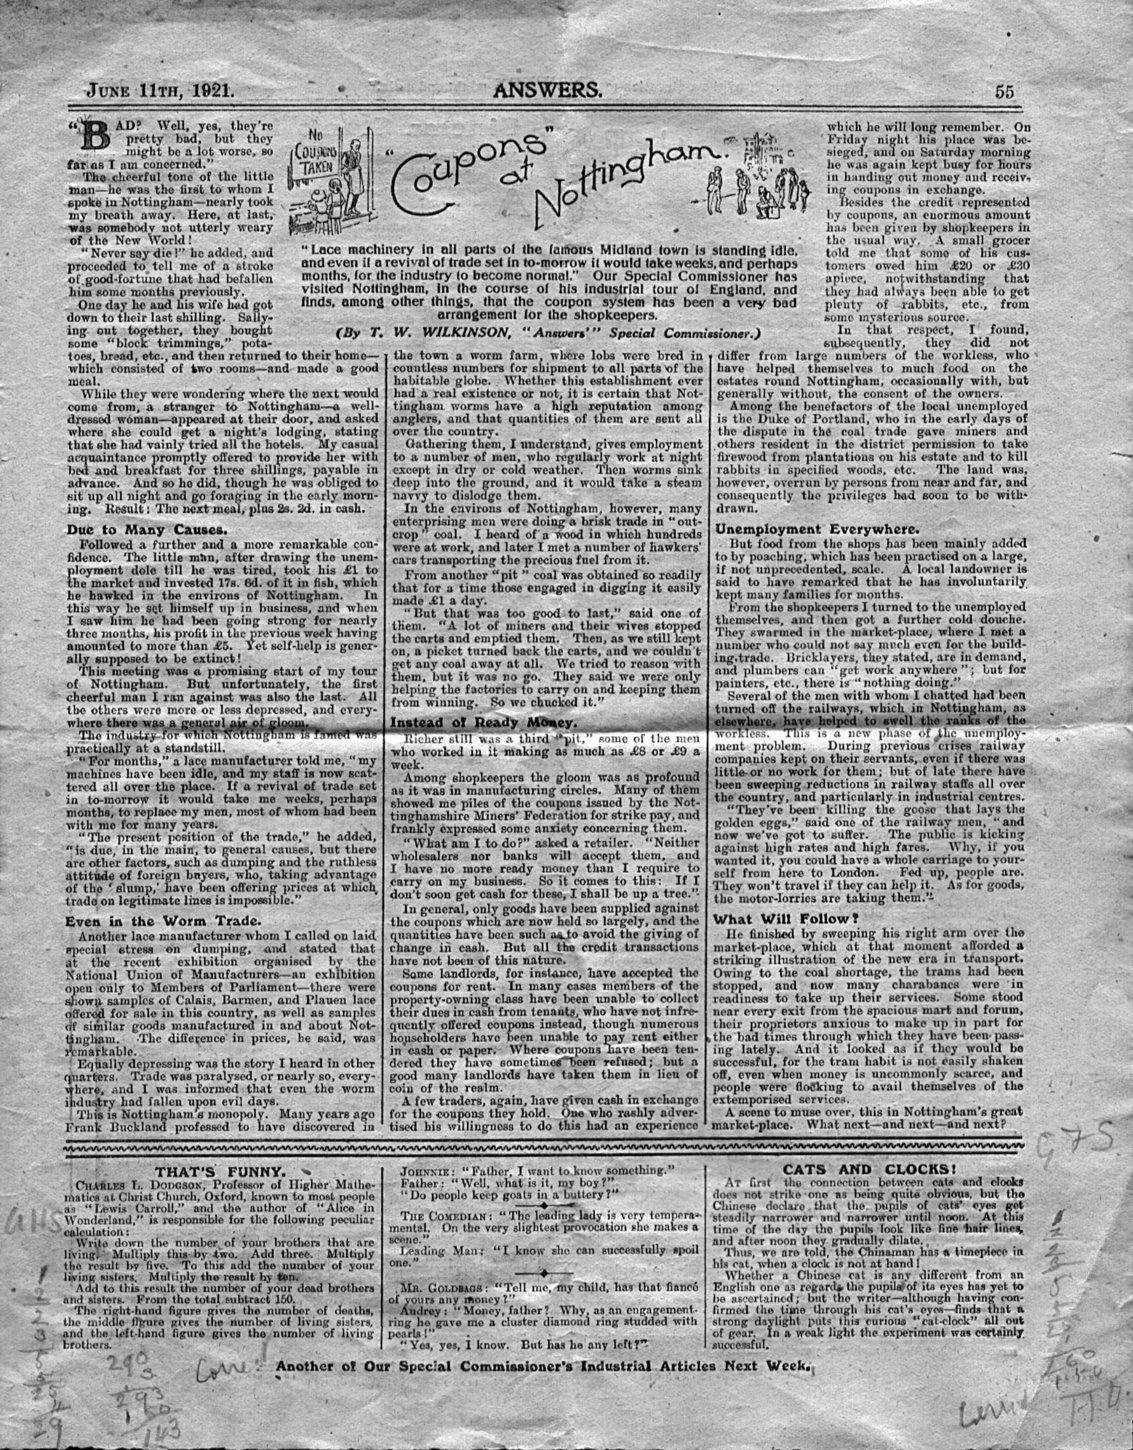 JUNE 11TH, 1921.
ANSWERS.
55
"BAD? Well, yes, they're
pretty bad, but they
might be a lot worse, so
far as I am concerned."
The cheerful tone of the little
man—he was the first to whom I
spoke in Nottingham—nearly took
my breath away. Here, at last,
was somebody not utterly weary
of the New World!
"Never say die!" he added, and
proceeded to tell me of a stroke
of good-fortune that had befallen
him some months previously.
One day he and his wife had got
down to their last shilling. Sally-
ing out together, they bought
some "block trimmings," pota-
toes, bread, etc., and then returned to their home—
which consisted of two rooms—and made a good
meal.
While they were wondering where the next would
come from, a stranger to Nottingham—a well-
dressed woman—appeared at their door, and asked
where she could get a night's lodging, stating
that she had vainly tried all the hotels. My casual
acquaintance promptly offered to provide her with
bed and breakfast for three shillings, payable in
advance. And so he did, though he was obliged to
sit up all night and go foraging in the early morn-
ing. Result: The next meal, plus 2s. 2d. in cash.
Due to Many Causes.
Followed a further and a more remarkable con-
fidence. The little man, after drawing the unem-
ployment dole till he was tired, took his £1 to
the market and invested 17s. 6d. of it in fish, which
he hawked in the environs of Nottingham. In
this way he set himself up in business, and when
I saw him he had been going strong for nearly
three months, his profit in the previous week having
amounted to more than £5. Yet self-help is gener-
ally supposed to be extinct!
This meeting was a promising start of my tour
of Nottingham. But unfortunately, the first
cheerful man I ran against was also the last. All
the others were more or less depressed, and every-
where there was a general air of gloom.
The industry for which Nottingham is famed was
practically at a standstill.
"For months," a lace manufacturer told me, "my
machines have been idle, and my staff is now scat-
tered all over the place. If a revival of trade set
in to-morrow it would take me weeks, perhaps
months, to replace my men, most of whom had been
with me for many years.
"The present position of the trade," he added,
"is due, in the main, to general causes, but there
are other factors, such as dumping and the ruthless
attitude of foreign buyers, who, taking advantage
of the 'slump,' have been offering prices at which
trade on legitimate lines is impossible."
Even in the Worm Trade.
Another lace manufacturer whom I called on laid
special stress on dumping, and stated that
at the recent exhibition organised by the
National Union of Manufacturers—an exhibition
open only to Members of Parliament—there were
shown samples of Calais, Barmen, and Plauen lace
offered for sale in this country, as well as samples
of similar goods manufactured in and about Not-
tingham. The difference in prices, he said, was
remarkable.
Equally depressing was the story I heard in other
quarters. Trade was paralysed, or nearly so, every-
where, and I was informed that even the worm
industry had fallen upon evil days.
This is Nottingham's monopoly. Many years ago
Frank Buckland professed to have discovered in
NO
COUPONS
TAKEN
"Coupons"
at
Nottingham.
"Lace machinery in all parts of the famous Midland town is standing idle,
and even if a revival of trade set in to-morrow it would take weeks, and perhaps
months, for the industry to become normal." Our Special Commissioner has
visited Nottingham, in the course of his industrial tour of England, and
finds, among other things, that the coupon system has been a very bad
arrangement for the shopkeepers.
(By T. W. WILKINSON, "Answers'" Special Commissioner.)
the town a worm farm, where lobs were bred in
countless numbers for shipment to all parts of the
habitable globe. Whether this establishment ever
had a real existence or not, it is certain that Not-
tingham worms have a high reputation among
anglers, and that quantities of them are sent all
over the country.
Gathering them, I understand, gives employment
to a number of men, who regularly work at night
except in dry or cold weather. Then worms sink
deep into the ground, and it would take a steam
navvy to dislodge them.
In the environs of Nottingham, however, many
enterprising men were doing a brisk trade in "out-
crop" coal. I heard of a wood in which hundreds
were at work, and later I met a number of hawkers'
cars transporting the precious fuel from it.
From another "pit" coal was obtained so readily
that for a time those engaged in digging it easily
made £1 a day.
"But that was too good to last," said one of
them. "A lot of miners and their wives stopped
the carts and emptied them. Then, as we still kept
on, a picket turned back the carts, and we couldn't
get any coal away at all. We tried to reason with
them, but it was no go. They said we were only
helping the factories to carry on and keeping them
from winning. So we chucked it."
Instead of Ready Money.
Richer still was a third "pit," some of the men
who worked in it making as much as £8 or £9 a
week.
Among shopkeepers the gloom was as profound
as it was in manufacturing circles. Many of them
showed me piles of the coupons issued by the Not-
tinghamshire Miners' Federation for strike pay, and
frankly expressed some anxiety concerning them.
"What am I to do?" asked a retailer. "Neither
wholesalers nor banks will accept them, and
I have no more ready money than I require to
carry on my business. So it comes to this: If I
don't soon get cash for these, I shall be up a tree."
In general, only goods have been supplied against
the coupons which are now held so largely, and the
quantities have been such as to avoid the giving of
change in cash. But all the credit transactions
have not been of this nature.
Some landlords, for instance, have accepted the
coupons for rent. In many cases members of the
property-owning class have been unable to collect
their dues in cash from tenants, who have not infre-
quently offered coupons instead, though numerous
householders have been unable to pay rent either
in cash or paper. Where coupons have been ten-
dered they have sometimes been refused; but a
good many landlords have taken them in lieu of
coin of the realm.
A few traders, again, have given cash in exchange
for the coupons they hold. One who rashly adver-
tised his willingness to do this had an experience
which he will long remember. On
Friday night his place was be-
sieged, and on Saturday morning
he was again kept busy for hours
in handing out money and receiv-
ing coupons in exchange.
Besides the credit represented
by coupons, an enormous amount
has been given by shopkeepers in
the usual way. A small grocer
told me that some of his cus-
tomers owed him £20 or £30
apiece, notwithstanding that
they had always been able to get
plenty of rabbits, etc., from
some mysterious source.
In that respect, I found,
subsequently, they did not
differ from large numbers of the workless, who
have helped themselves to much food on the
estates round Nottingham, occasionally with, but
generally without, the consent of the owners.
Among the benefactors of the local unemployed
is the Duke of Portland, who in the early days of
the dispute in the coal trade gave miners and
others resident in the district permission to take
firewood from plantations on his estate and to kill
rabbits in specified woods, etc. The land was,
however, overrun by persons from near and far, and
consequently the privileges had soon to be with-
drawn.
Unemployment Everywhere.
But food from the shops has been mainly added
to by poaching, which has been practised on a large,
if not unprecedented, scale. A local landowner is
said to have remarked that he has involuntarily
kept many families for months.
From the shopkeepers I turned to the unemployed
themselves, and then got a further cold douche.
They swarmed in the market-place, where I met a
number who could not say much even for the build-
ing-trade. Bricklayers, they stated, are in demand,
and plumbers can "get work anywhere"; but for
painters, etc., there is "nothing doing."
Several of the men with whom I chatted had been
turned off the railways, which in Nottingham, as
elsewhere, have helped to swell the ranks of the
workless. This is a new phase of the unemploy-
ment problem. During previous crises railway
companies kept on their servants, even if there was
little or no work for them; but of late there have
been sweeping reductions in railway staffs all over
the country, and particularly in industrial centres.
"They've been killing the goose that lays the
golden eggs," said one of the railway men, "and
now we've got to suffer. The public is kicking
against high rates and high fares. Why, if you
wanted it, you could have a whole carriage to your-
self from here to London. Fed up, people are.
They won't travel if they can help it. As for goods,
the motor-lorries are taking them."
What Will Follow?
He finished by sweeping his right arm over the
market-place, which at that moment afforded a
striking illustration of the new era in transport.
Owing to the coal shortage, the trams had been
stopped, and now many charabancs were in
readiness to take up their services. Some stood
near every exit from the spacious mart and forum,
their proprietors anxious to make up in part for
the bad times through which they have been pass-
ing lately. And it looked as if they would be
successful, for the tram habit is not easily shaken
off, even when money is uncommonly scarce, and
people were flocking to avail themselves of the
extemporised services.
A scene to muse over, this in Nottingham's great
market-place. What next—and next—and next?
THAT'S FUNNY.
CHARLES L. DODGSON, Professor of Higher Mathe-
matics at Christ Church, Oxford, known to most people
as "Lewis Carroll," and the author of "Alice in
Wonderland," is responsible for the following peculiar
calculation:
Write down the number of your brothers that are
living. Multiply this by two. Add three. Multiply
the result by five. To this add the number of your
living sisters. Multiply the result by ten.
Add to this result the number of your dead brothers
and sisters. From the total subtract 150.
The right-hand figure gives the number of deaths,
the middle figure gives the number of living sisters,
and the left-hand figure gives the number of living
brothers.
JOHNNIE: "Father, I want to know something."
Father: "Well, what is it, my boy?"
"Do people keep goats in a buttery?"
THE COMEDIAN: "The leading lady is very tempera-
mental. On the very slightest provocation she makes a
scene."
Leading Man: "I know she can successfully spoil
one."
MR. GOLDBAGS: "Tell me, my child, has that fiancé
of yours any money?"
Audrey: "Money, father? Why, as an engagement-
ring he gave me a cluster diamond ring studded with
pearls!"
"Yes, yes, I know. But has he any left?"
CATS AND CLOCKS!
AT first the connection between cats and clocks
does not strike one as being quite obvious, but the
Chinese declare that the pupils of cats' eyes get
steadily narrower and narrower until noon. At this
time of the day the pupils look like fine hair lines,
and after noon they gradually dilate.
Thus, we are told, the Chinaman has a timepiece in
his cat, when a clock is not at hand!
Whether a Chinese cat is any different from an
English one as regards the pupils of its eyes has yet to
be ascertained; but the writer—although having con-
firmed the time through his cat's eyes—finds that a
strong daylight puts this curious "cat-clock" all out
of gear. In a weak light the experiment was certainly
successful.
Another of Our Special Commissioner's Industrial Articles Next Week.
290
3
293
143